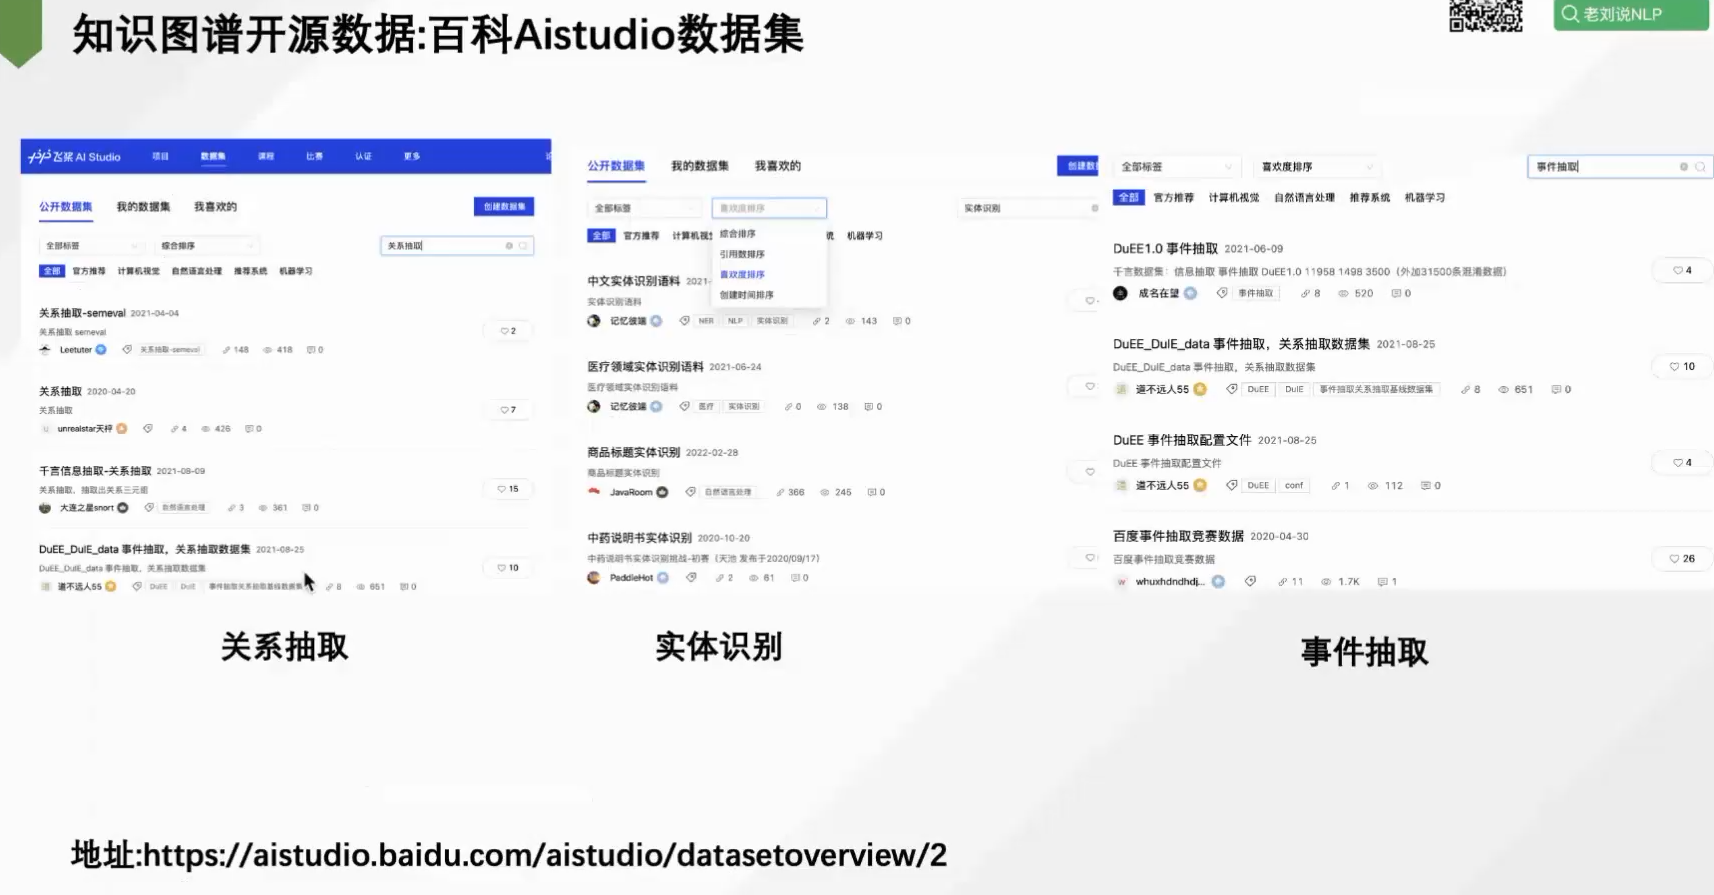 知识图谱开源数据:百科Aistudio数据集
老刘说NLP
飞桨 AI Studio 项目 数据集 课程 比赛 认证 更多
公开数据集 我的数据集 我喜欢的
创建数据集
全部标签 综合排序 关系抽取
全部 官方推荐 计算机视觉 自然语言处理 推荐系统 机器学习
关系抽取-semeval 2021-04-04
关系抽取 semeval
2
Leetuter 关系抽取-semeval 148 418 0
关系抽取 2020-04-20
关系抽取
7
unrealstar天梓 4 426 0
千言信息抽取-关系抽取 2021-08-09
关系抽取，抽取出关系三元组
15
大连之星snort 自然语言处理 3 361 0
DuEE_DuIE_data 事件抽取，关系抽取数据集 2021-08-25
DuEE_DuIE_data 事件抽取，关系抽取数据集
10
道不远人55 DuEE DuIE 事件抽取关系抽取基线数据集 8 651 0
关系抽取
公开数据集 我的数据集 我喜欢的
创建数据
全部标签 喜欢度排序 实体识别
全部 官方推荐 计算机视 统 机器学习
综合排序
引用数排序
喜欢度排序
创建时间排序
中文实体识别语料 2021-
实体识别语料
记忆彼端 NER NLP 实体识别 2 143 0
医疗领域实体识别语料 2021-06-24
医疗领域实体识别语料
记忆彼端 医疗 实体识别 0 138 0
商品标题实体识别 2022-02-28
商品标题实体识别
JavaRoom 自然语言处理 366 245 0
中药说明书实体识别 2020-10-20
中药说明书实体识别挑战-初赛（天池 发布于2020/09/17）
PaddleHot 2 61 0
实体识别
全部标签 喜欢度排序 事件抽取
全部 官方推荐 计算机视觉 自然语言处理 推荐系统 机器学习
DuEE1.0 事件抽取 2021-06-09
千言数据集：信息抽取 事件抽取 DuEE1.0 11958 1498 3500（外加31500条混淆数据）
4
成名在望 事件抽取 8 520 0
DuEE_DuIE_data 事件抽取，关系抽取数据集 2021-08-25
DuEE_DuIE_data 事件抽取，关系抽取数据集
10
道不远人55 DuEE DuIE 事件抽取关系抽取基线数据集 8 651 0
DuEE 事件抽取配置文件 2021-08-25
DuEE 事件抽取配置文件
4
道不远人55 DuEE conf 1 112 0
百度事件抽取竞赛数据 2020-04-30
百度事件抽取竞赛数据
26
whuxhdndhdj... 11 1.7K 1
事件抽取
地址:https://aistudio.baidu.com/aistudio/datasetoverview/2